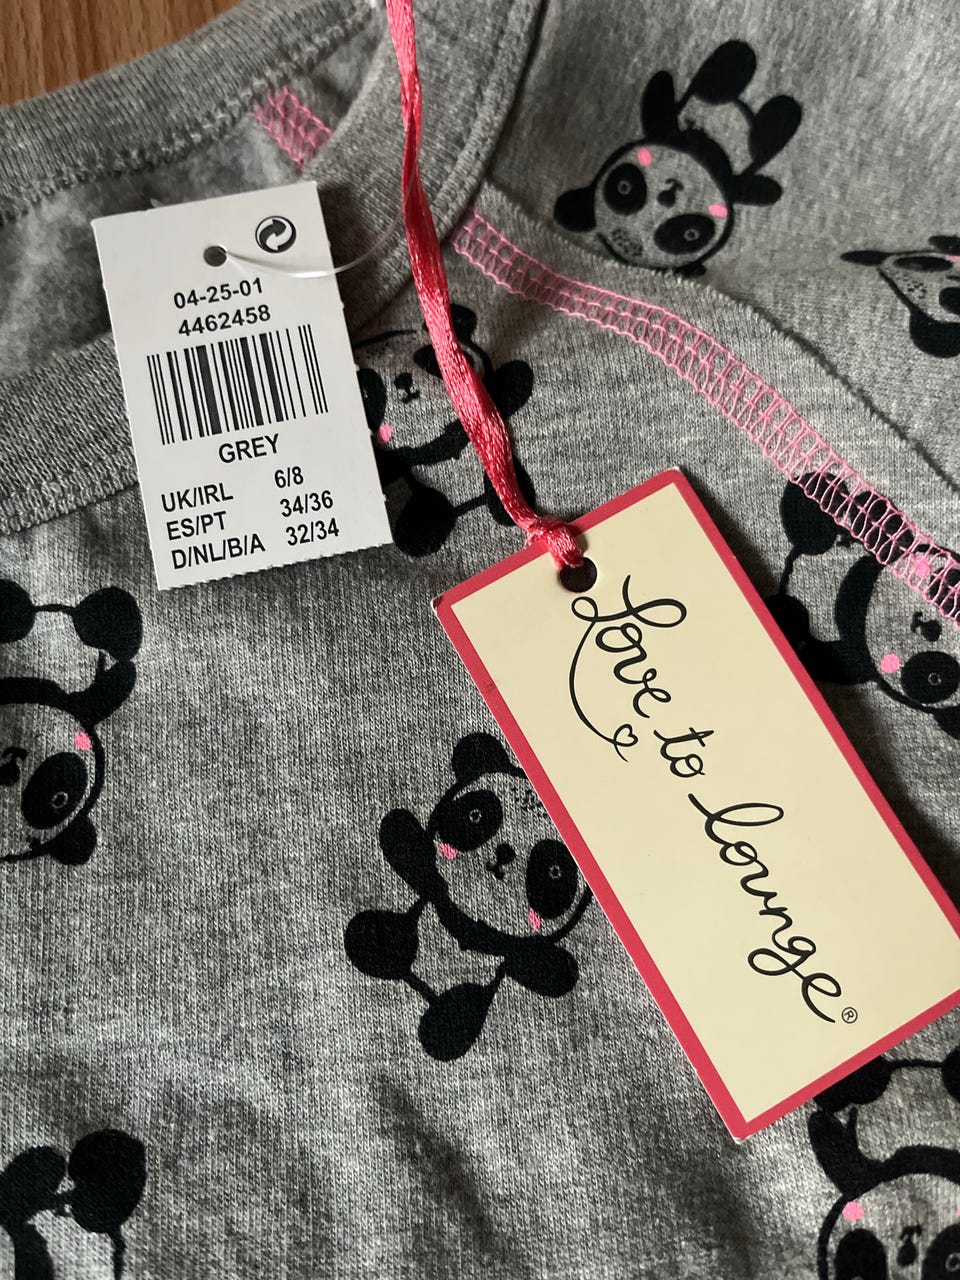 04-25-01
4462458
GREY
UK/IRL 6/8
ES/PT 34/36
D/NL/B/A 32/34
Love to lounge®